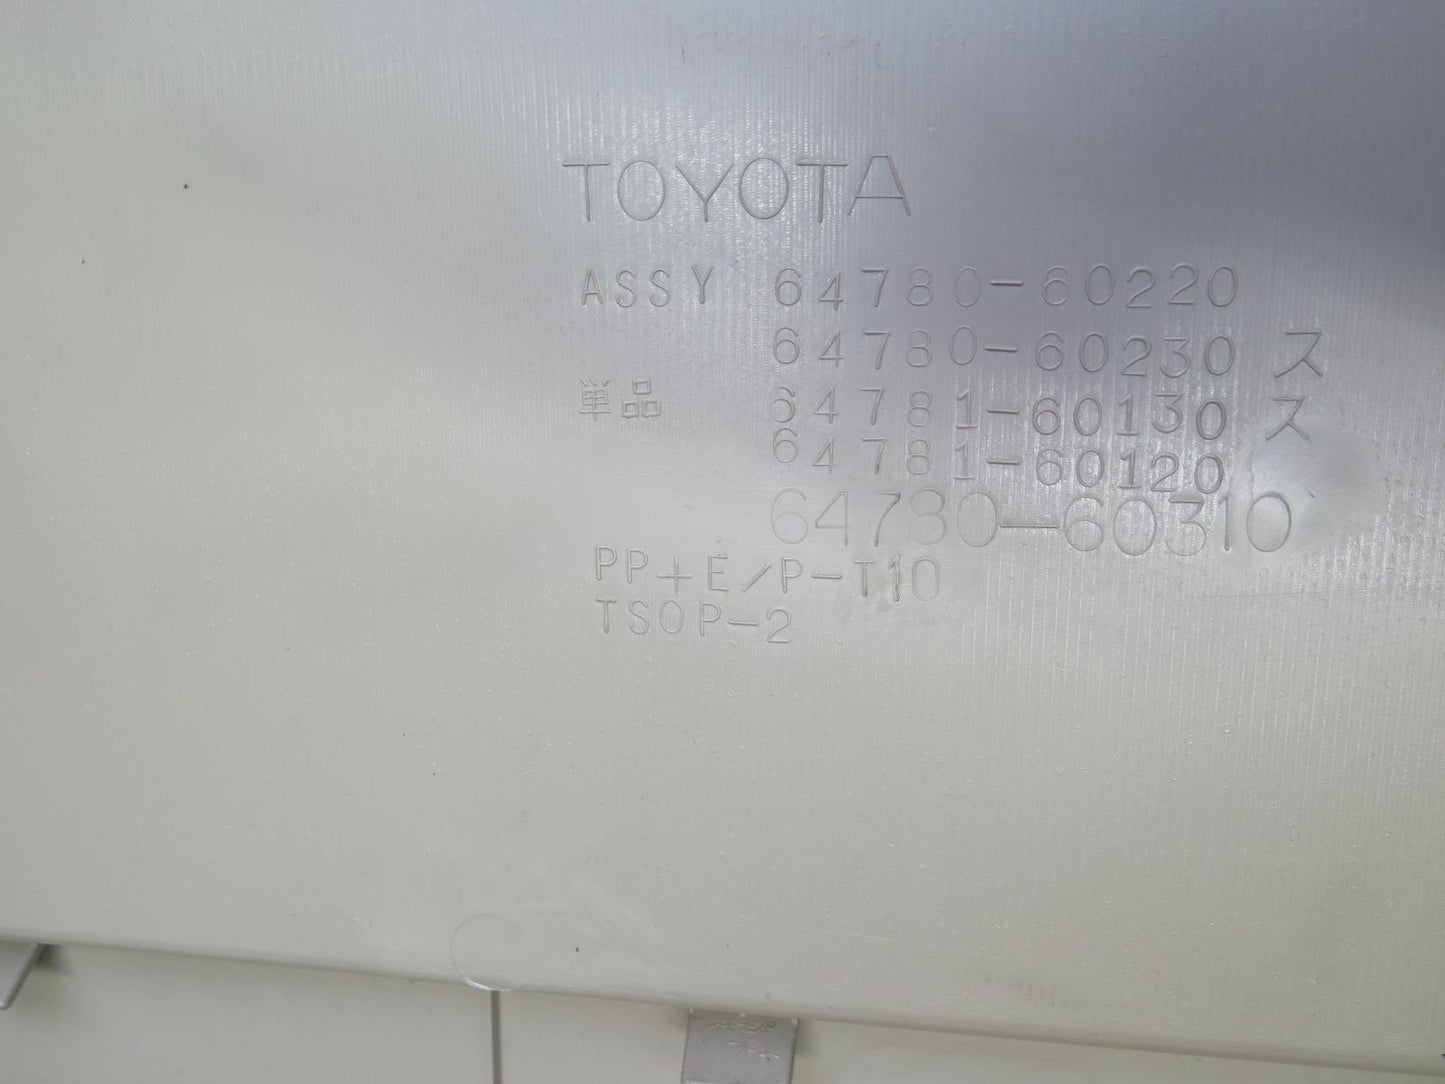 TOYOTA
ASSY 64780-60220
64780-60230 ス
単品 64781-60130 ス
64781-60120
64780-60310
PP+E/P-T10
TSOP-2